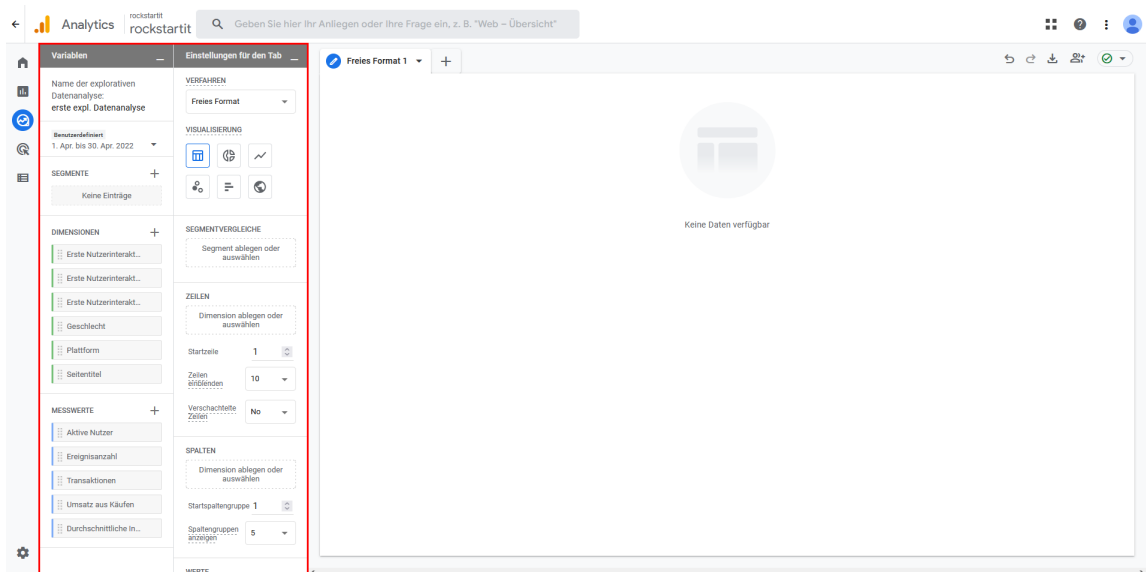 Analytics
rockstartit
rockstartit
Geben Sie hier Ihr Anliegen oder Ihre Frage ein, z. B. "Web – Übersicht"
Variablen
Name der explorativen
Datenanalyse:
erste expl. Datenanalyse
Benutzerdefiniert
1. Apr. bis 30. Apr. 2022
SEGMENTE
Keine Einträge
DIMENSIONEN
Erste Nutzerinterakt...
Erste Nutzerinterakt...
Erste Nutzerinterakt...
Geschlecht
Plattform
Seitentitel
MESSWERTE
Aktive Nutzer
Ereignisanzahl
Transaktionen
Umsatz aus Käufen
Durchschnittliche In...
Einstellungen für den Tab
VERFAHREN
Freies Format
VISUALISIERUNG
SEGMENTVERGLEICHE
Segment ablegen oder
auswählen
ZEILEN
Dimension ablegen oder
auswählen
Startzeile 1
Zeilen
einblenden 10
Verschachtelte
Zeilen No
SPALTEN
Dimension ablegen oder
auswählen
Startspaltengruppe 1
Spaltengruppen
anzeigen 5
WERTE
Freies Format 1
Keine Daten verfügbar